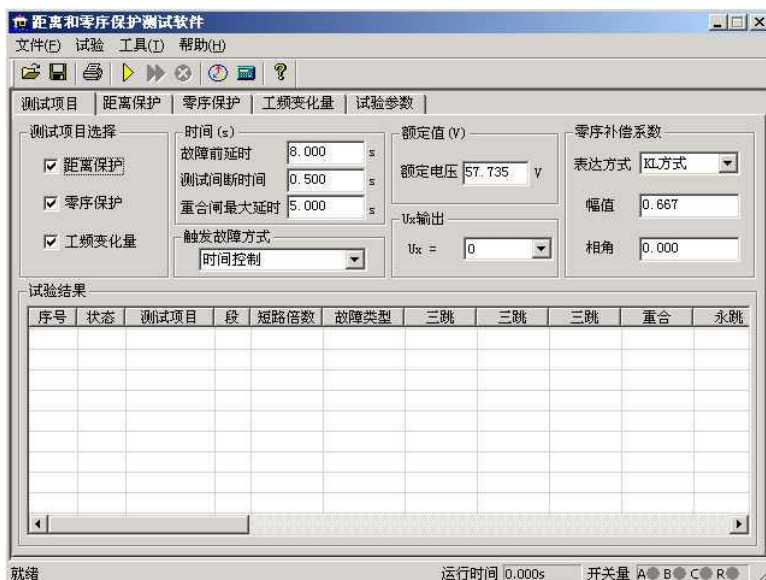 距离和零序保护测试软件
文件(F) 试验 工具(T) 帮助(H)
测试项目 距离保护 零序保护 工频变化量 试验参数
测试项目选择
距离保护
零序保护
工频变化量
时间(s)
故障前延时 8.000 s
测试间断时间 0.500 s
重合闸最大延时 5.000 s
触发故障方式
时间控制
额定值(V)
额定电压 57.735 V
Ux输出
Ux = 0
零序补偿系数
表达方式 KL方式
幅值 0.667
相角 0.000
试验结果
序号 状态 测试项目 段 短路倍数 故障类型 三跳 三跳 三跳 重合 永跳
就绪 运行时间 0.000s 开关量 A B C R